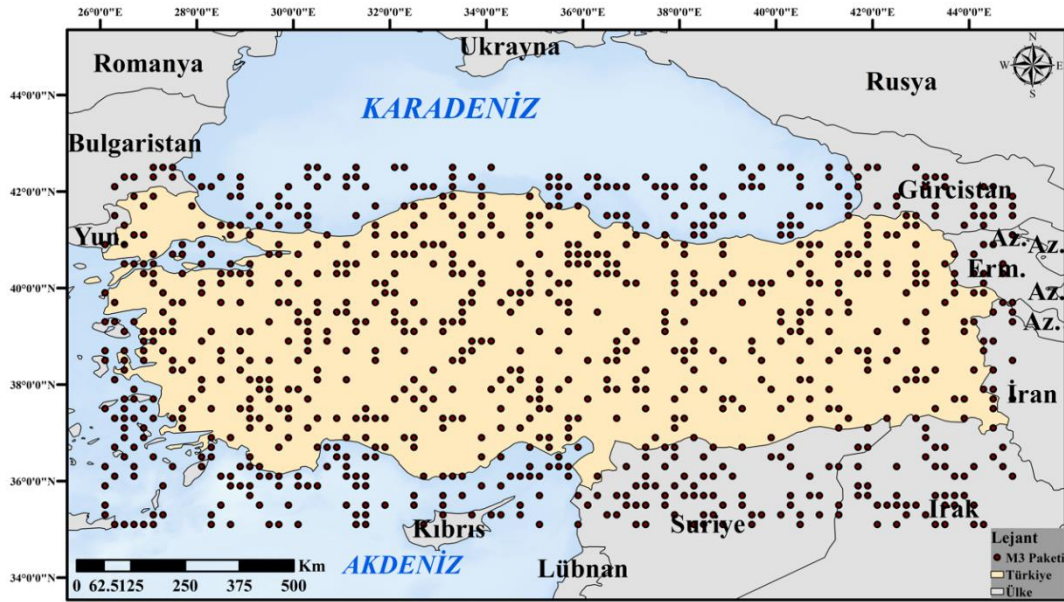 26°0'0"E 28°0'0"E 30°0'0"E 32°0'0"E 34°0'0"E 36°0'0"E 38°0'0"E 40°0'0"E 42°0'0"E 44°0'0"E
Ukrayna
Romanya
Rusya
N
W E
S
44°0'0"N
KARADENİZ
Bulgaristan
42°0'0"N
Gürcistan
Yun.
Az.
Az.
Erm.
40°0'0"N
Az.
Az.
38°0'0"N
İran
36°0'0"N
Kıbrıs
Suriye
Irak
Lejant
M3 Paketi
Türkiye
Ülke
AKDENİZ
Lübnan
Km
0 62.5125 250 375 500
34°0'0"N